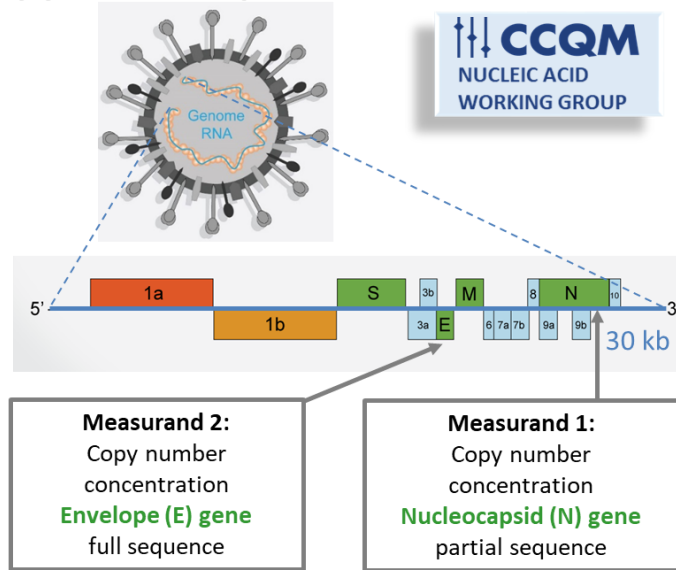 CCQM
NUCLEIC ACID
WORKING GROUP
Genome
RNA
1a
1b
S
3b
3a
E
M
6
7a
7b
8
N
9a
9b
10
5'
3'
30 kb
Measurand 2:
Copy number
concentration
Envelope (E) gene
full sequence
Measurand 1:
Copy number
concentration
Nucleocapsid (N) gene
partial sequence